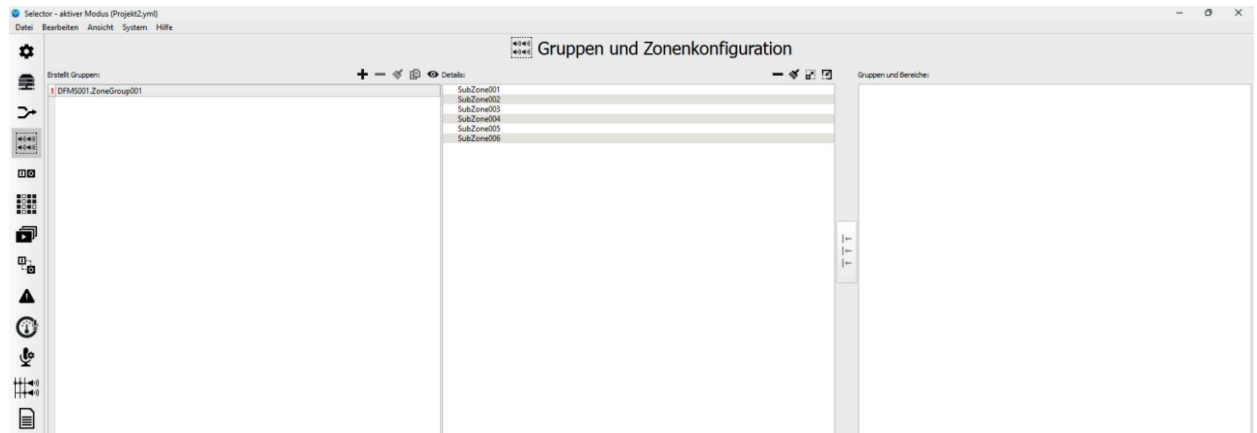 Selector - aktiver Modus (Projekt2.yml)
Datei Bearbeiten Ansicht System Hilfe
Gruppen und Zonenkonfiguration
Erstellt Gruppen:
Details:
Gruppen und Bereiche:
1 DFMS001.ZoneGroup001
SubZone001
SubZone002
SubZone003
SubZone004
SubZone005
SubZone006